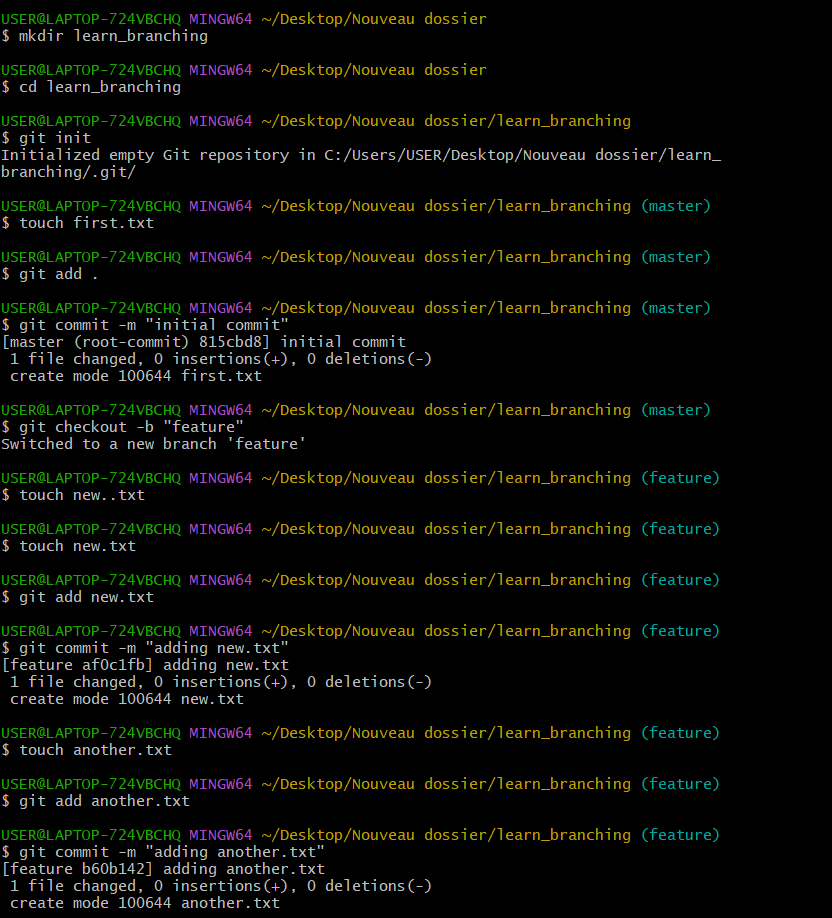 USER@LAPTOP-724VBCHQ MINGW64 ~/Desktop/Nouveau dossier
$ mkdir learn_branching
USER@LAPTOP-724VBCHQ MINGW64 ~/Desktop/Nouveau dossier
$ cd learn_branching
USER@LAPTOP-724VBCHQ MINGW64 ~/Desktop/Nouveau dossier/learn_branching
$ git init
Initialized empty Git repository in C:/Users/USER/Desktop/Nouveau dossier/learn_
branching/.git/
USER@LAPTOP-724VBCHQ MINGW64 ~/Desktop/Nouveau dossier/learn_branching (master)
$ touch first.txt
USER@LAPTOP-724VBCHQ MINGW64 ~/Desktop/Nouveau dossier/learn_branching (master)
$ git add .
USER@LAPTOP-724VBCHQ MINGW64 ~/Desktop/Nouveau dossier/learn_branching (master)
$ git commit -m "initial commit"
[master (root-commit) 815cbd8] initial commit
 1 file changed, 0 insertions(+), 0 deletions(-)
 create mode 100644 first.txt
USER@LAPTOP-724VBCHQ MINGW64 ~/Desktop/Nouveau dossier/learn_branching (master)
$ git checkout -b "feature"
Switched to a new branch 'feature'
USER@LAPTOP-724VBCHQ MINGW64 ~/Desktop/Nouveau dossier/learn_branching (feature)
$ touch new..txt
USER@LAPTOP-724VBCHQ MINGW64 ~/Desktop/Nouveau dossier/learn_branching (feature)
$ touch new.txt
USER@LAPTOP-724VBCHQ MINGW64 ~/Desktop/Nouveau dossier/learn_branching (feature)
$ git add new.txt
USER@LAPTOP-724VBCHQ MINGW64 ~/Desktop/Nouveau dossier/learn_branching (feature)
$ git commit -m "adding new.txt"
[feature af0c1fb] adding new.txt
 1 file changed, 0 insertions(+), 0 deletions(-)
 create mode 100644 new.txt
USER@LAPTOP-724VBCHQ MINGW64 ~/Desktop/Nouveau dossier/learn_branching (feature)
$ touch another.txt
USER@LAPTOP-724VBCHQ MINGW64 ~/Desktop/Nouveau dossier/learn_branching (feature)
$ git add another.txt
USER@LAPTOP-724VBCHQ MINGW64 ~/Desktop/Nouveau dossier/learn_branching (feature)
$ git commit -m "adding another.txt"
[feature b60b142] adding another.txt
 1 file changed, 0 insertions(+), 0 deletions(-)
 create mode 100644 another.txt